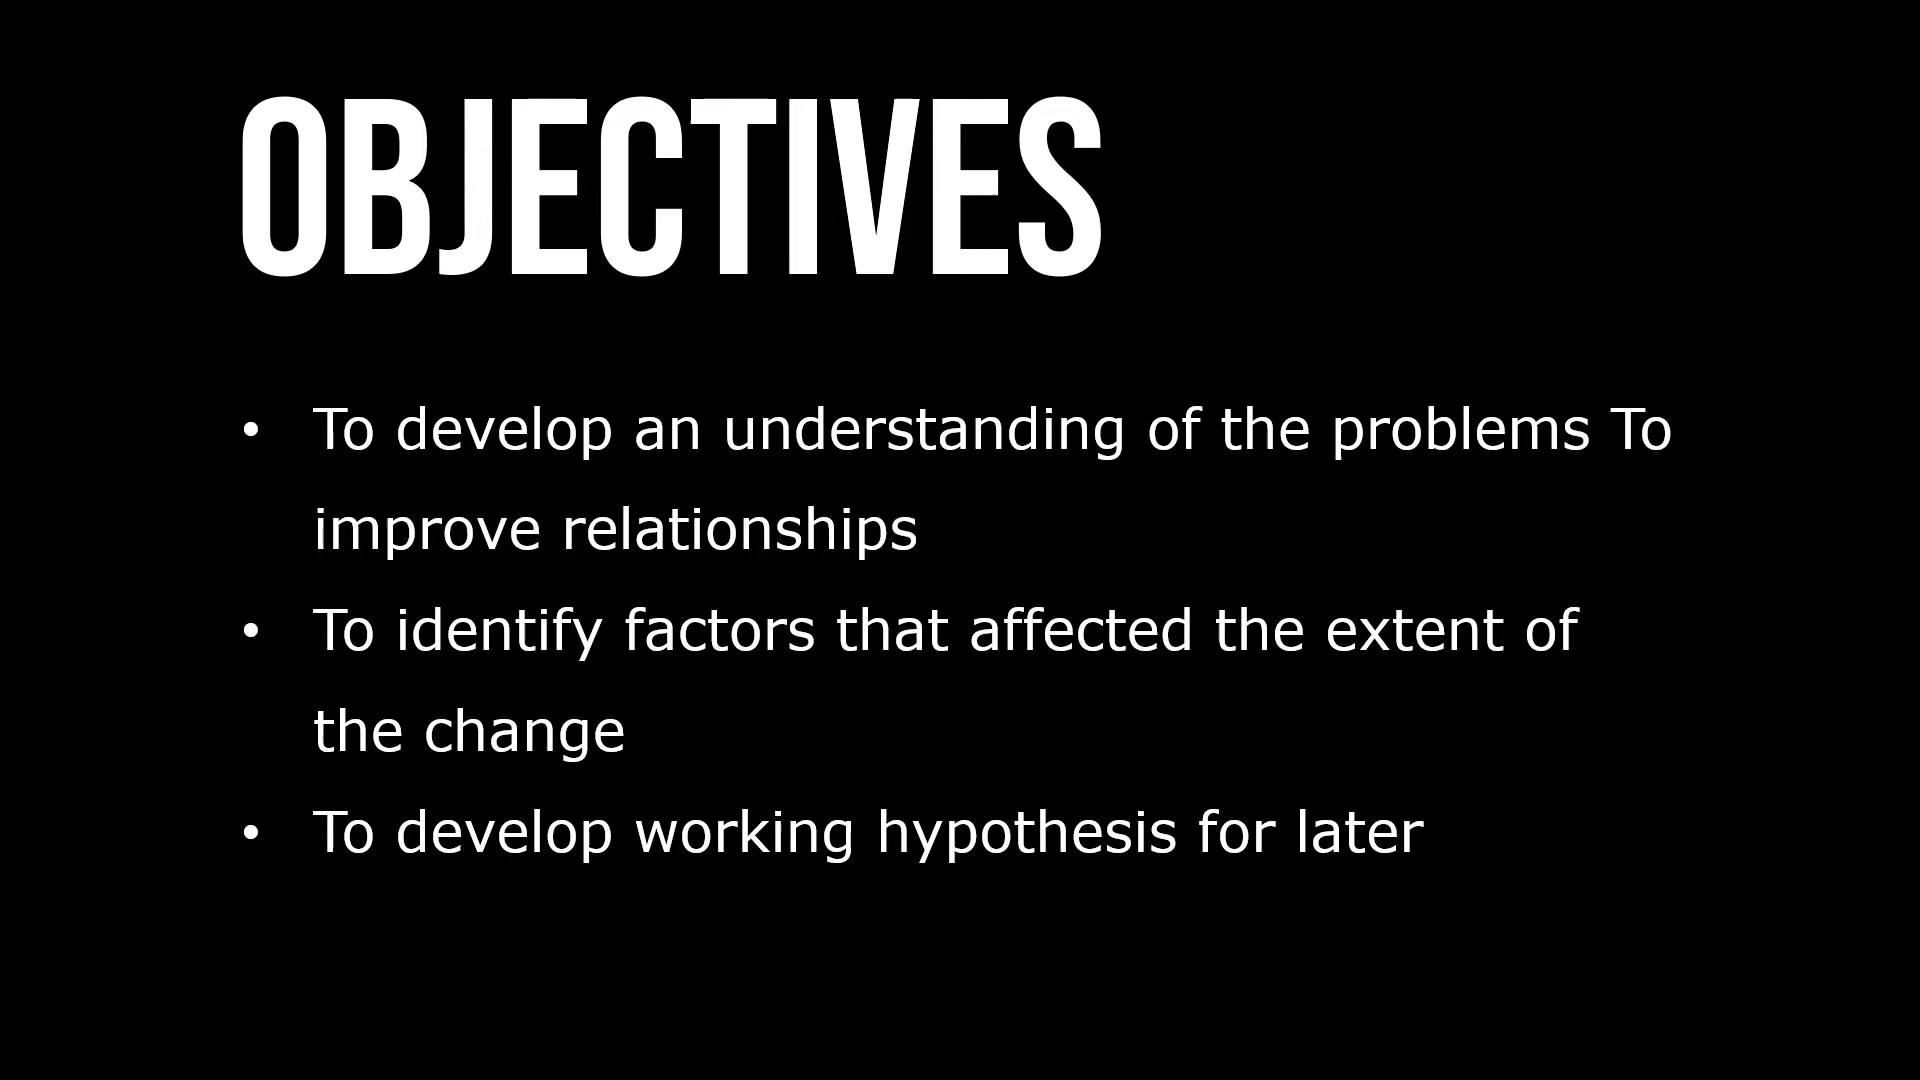 OBJECTIVES
• To develop an understanding of the problems To
improve relationships
• To identify factors that affected the extent of
the change
• To develop working hypothesis for later